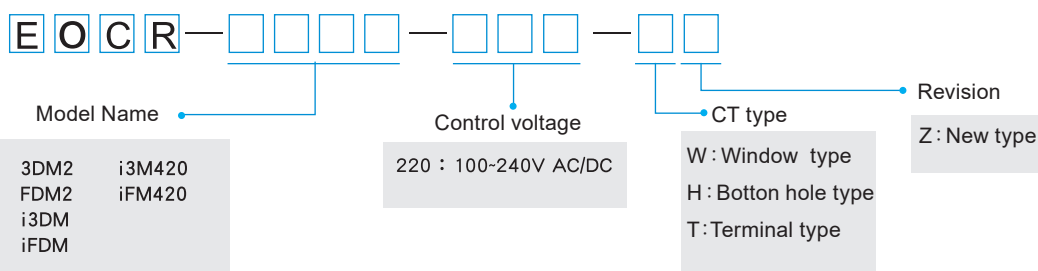 EOCR
Model Name
3DM2 i3M420
FDM2 iFM420
i3DM
iFDM
Control voltage
220 : 100~240V AC/DC
CT type
W : Window type
H : Botton hole type
T : Terminal type
Revision
Z : New type